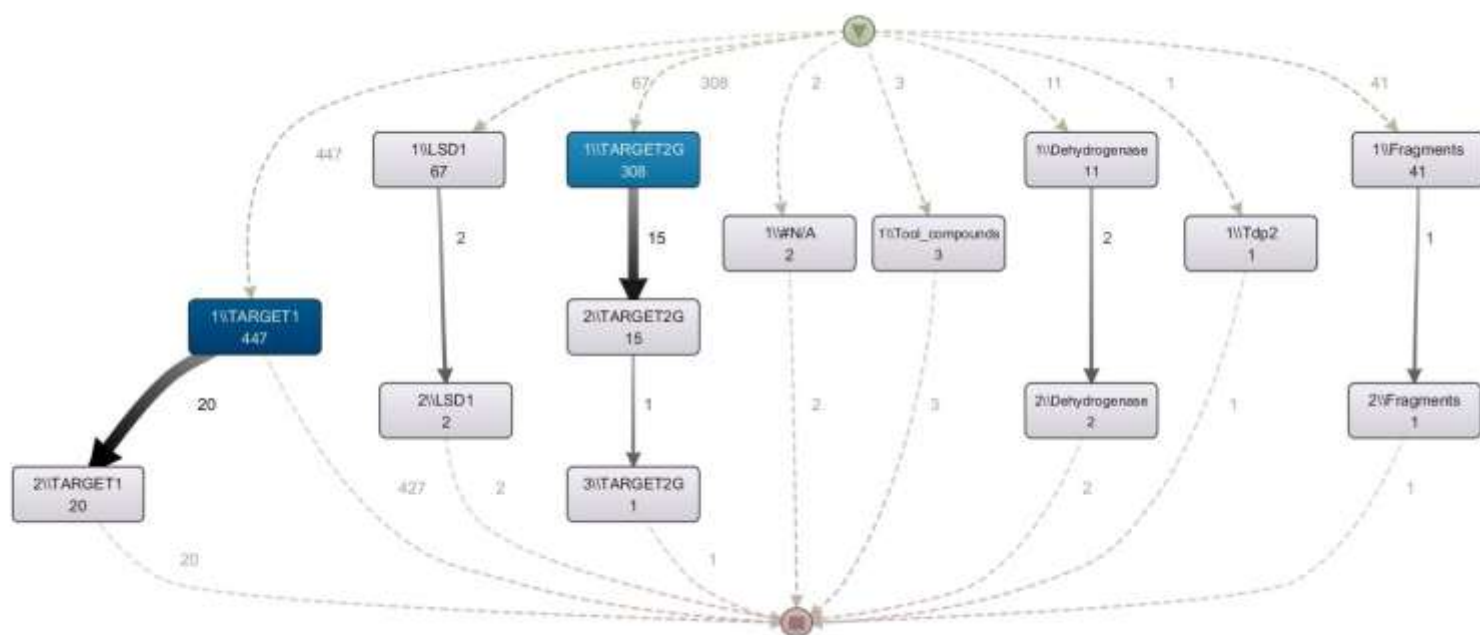 67
308
2
3
11
1
41
447
1\\LSD1
67
1\\TARGET2G
308
1\\Dehydrogenase
11
1\\Fragments
41
2
15
1\\#N/A
2
1\\Tool_compounds
3
2
1\\Tdp2
1
1
1\\TARGET1
447
2\\TARGET2G
15
20
2\\LSD1
2
1
2
3
2\\Dehydrogenase
2
1
2\\Fragments
1
2\\TARGET1
20
427
2
3\\TARGET2G
1
2
1
20
1